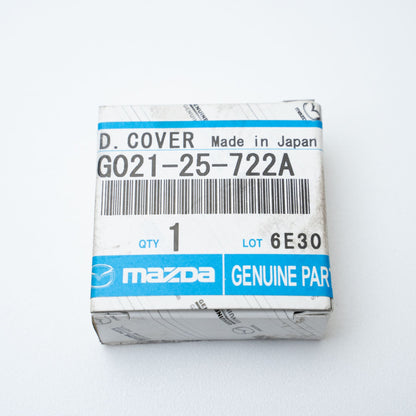 D. COVER Made in Japan
G021-25-722A
QTY 1 LOT 6E30
mazda GENUINE PAR